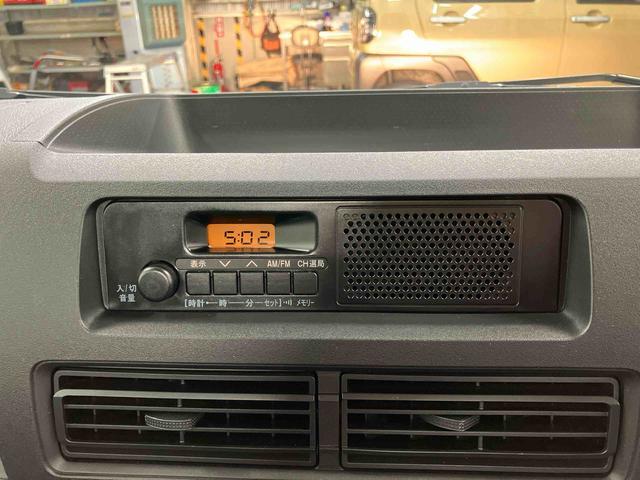 5:02
表示 ∨ ∧ AM/FM CH選局
入/切
音量
[時計•─ 時 ─ 分 ─ セット]•)) メモリー